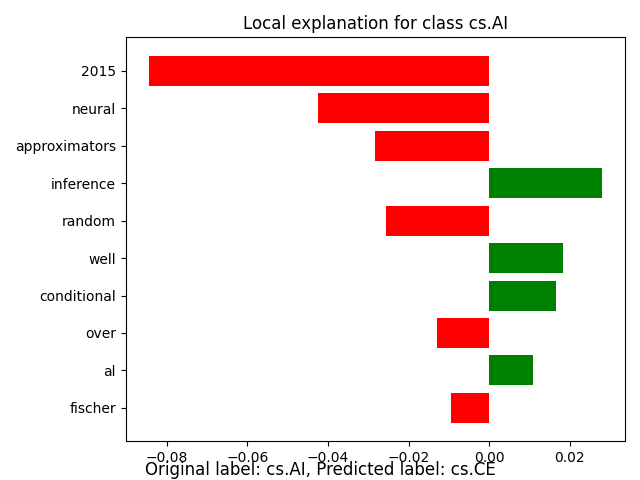 Local explanation for class cs.AI
2015
neural
approximators
inference
random
well
conditional
over
al
fischer
−0.08 −0.06 −0.04 −0.02 0.00 0.02
Original label: cs.AI, Predicted label: cs.CE